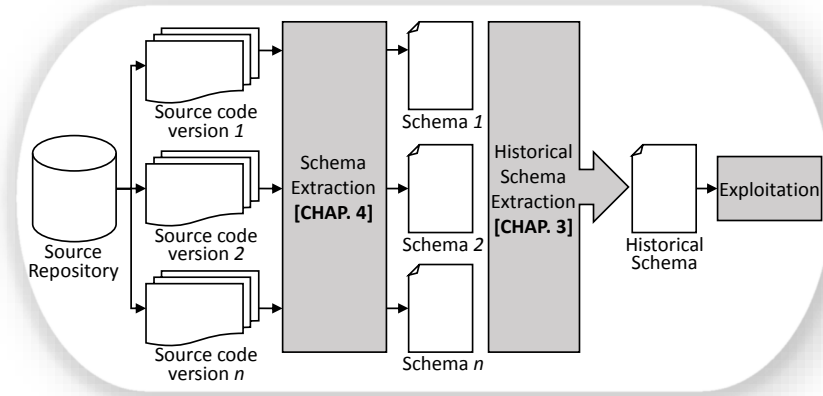 Source
Repository
Source code
version 1
Source code
version 2
Source code
version n
Schema
Extraction
[CHAP. 4]
Schema 1
Schema 2
Schema n
Historical
Schema
Extraction
[CHAP. 3]
Historical
Schema
Exploitation